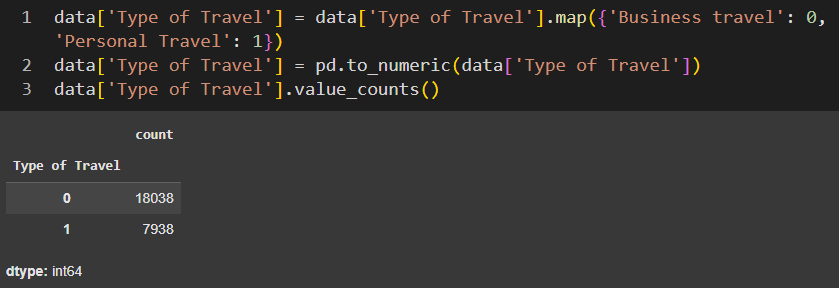 1 data['Type of Travel'] = data['Type of Travel'].map({'Business travel': 0,
'Personal Travel': 1})
2 data['Type of Travel'] = pd.to_numeric(data['Type of Travel'])
3 data['Type of Travel'].value_counts()
count
Type of Travel
0 18038
1 7938
dtype: int64